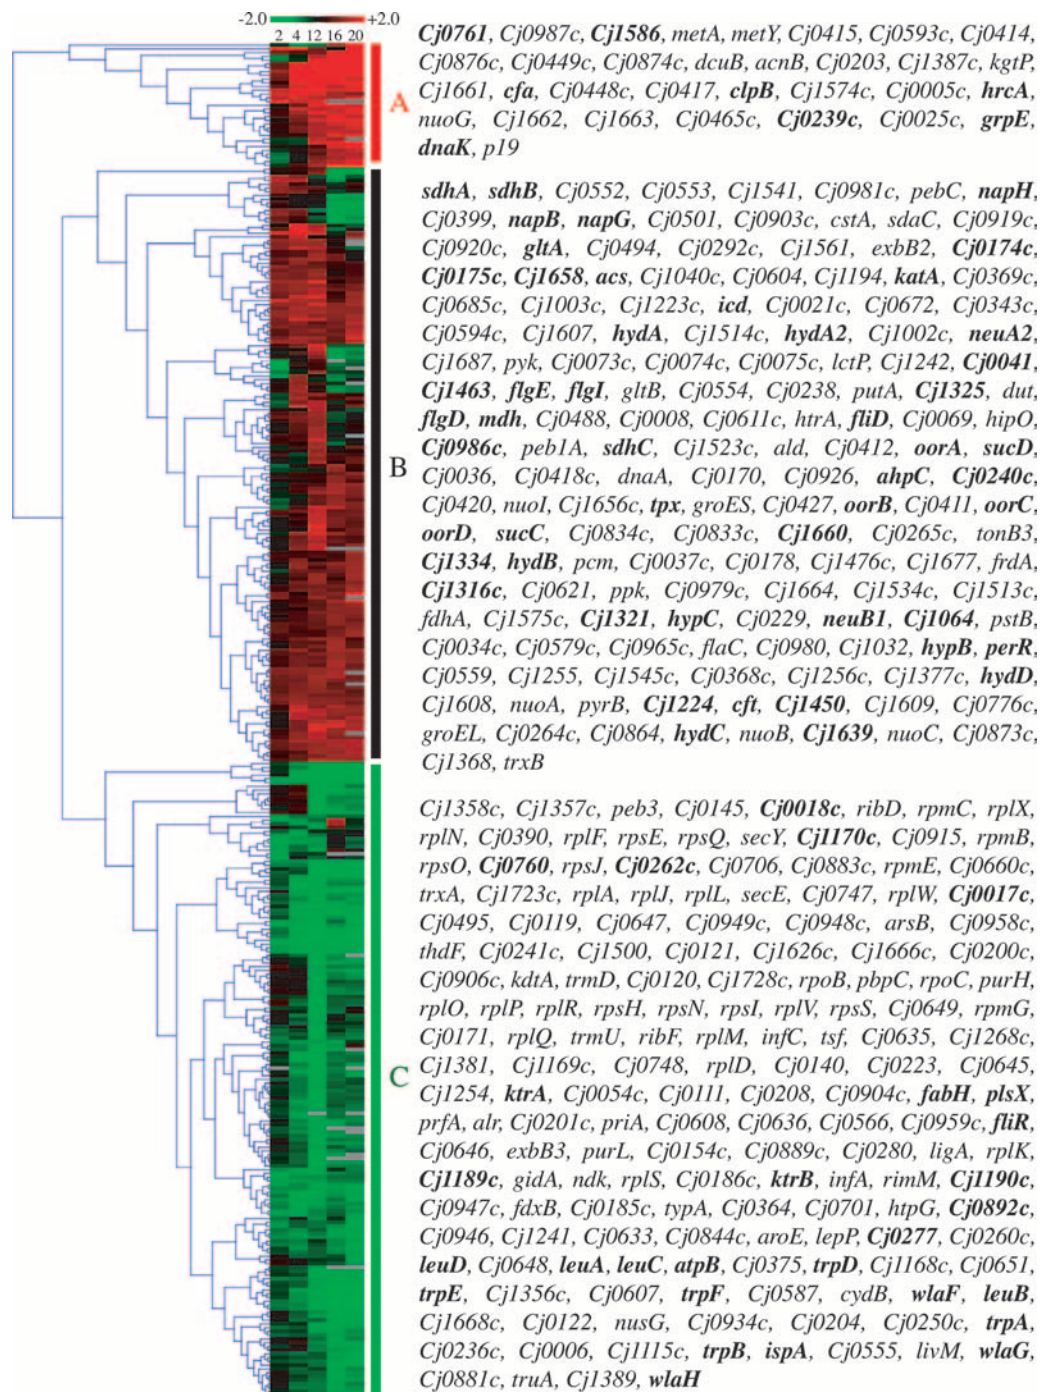 -2.0 +2.0
2 4 12 16 20
A
Cj0761, Cj0987c, Cj1586, metA, metY, Cj0415, Cj0593c, Cj0414,
Cj0876c, Cj0449c, Cj0874c, dcuB, acnB, Cj0203, Cj1387c, kgtP,
Cj1661, cfa, Cj0448c, Cj0417, clpB, Cj1574c, Cj0005c, hrcA,
nuoG, Cj1662, Cj1663, Cj0465c, Cj0239c, Cj0025c, grpE,
dnaK, p19
B
sdhA, sdhB, Cj0552, Cj0553, Cj1541, Cj0981c, pebC, napH,
Cj0399, napB, napG, Cj0501, Cj0903c, cstA, sdaC, Cj0919c,
Cj0920c, gltA, Cj0494, Cj0292c, Cj1561, exbB2, Cj0174c,
Cj0175c, Cj1658, acs, Cj1040c, Cj0604, Cj1194, katA, Cj0369c,
Cj0685c, Cj1003c, Cj1223c, icd, Cj0021c, Cj0672, Cj0343c,
Cj0594c, Cj1607, hydA, Cj1514c, hydA2, Cj1002c, neuA2,
Cj1687, pyk, Cj0073c, Cj0074c, Cj0075c, lctP, Cj1242, Cj0041,
Cj1463, flgE, flgI, gltB, Cj0554, Cj0238, putA, Cj1325, dut,
flgD, mdh, Cj0488, Cj0008, Cj0611c, htrA, fliD, Cj0069, hipO,
Cj0986c, peb1A, sdhC, Cj1523c, ald, Cj0412, oorA, sucD,
Cj0036, Cj0418c, dnaA, Cj0170, Cj0926, ahpC, Cj0240c,
Cj0420, nuoI, Cj1656c, tpx, groES, Cj0427, oorB, Cj0411, oorC,
oorD, sucC, Cj0834c, Cj0833c, Cj1660, Cj0265c, tonB3,
Cj1334, hydB, pcm, Cj0037c, Cj0178, Cj1476c, Cj1677, frdA,
Cj1316c, Cj0621, ppk, Cj0979c, Cj1664, Cj1534c, Cj1513c,
fdhA, Cj1575c, Cj1321, hypC, Cj0229, neuB1, Cj1064, pstB,
Cj0034c, Cj0579c, Cj0965c, flaC, Cj0980, Cj1032, hypB, perR,
Cj0559, Cj1255, Cj1545c, Cj0368c, Cj1256c, Cj1377c, hydD,
Cj1608, nuoA, pyrB, Cj1224, cft, Cj1450, Cj1609, Cj0776c,
groEL, Cj0264c, Cj0864, hydC, nuoB, Cj1639, nuoC, Cj0873c,
Cj1368, trxB
C
Cj1358c, Cj1357c, peb3, Cj0145, Cj0018c, ribD, rpmC, rplX,
rplN, Cj0390, rplF, rpsE, rpsQ, secY, Cj1170c, Cj0915, rpmB,
rpsO, Cj0760, rpsJ, Cj0262c, Cj0706, Cj0883c, rpmE, Cj0660c,
trxA, Cj1723c, rplA, rplJ, rplL, secE, Cj0747, rplW, Cj0017c,
Cj0495, Cj0119, Cj0647, Cj0949c, Cj0948c, arsB, Cj0958c,
thdF, Cj0241c, Cj1500, Cj0121, Cj1626c, Cj1666c, Cj0200c,
Cj0906c, kdtA, trmD, Cj0120, Cj1728c, rpoB, pbpC, rpoC, purH,
rplO, rplP, rplR, rpsH, rpsN, rpsI, rplV, rpsS, Cj0649, rpmG,
Cj0171, rplQ, trmU, ribF, rplM, infC, tsf, Cj0635, Cj1268c,
Cj1381, Cj1169c, Cj0748, rplD, Cj0140, Cj0223, Cj0645,
Cj1254, ktrA, Cj0054c, Cj0111, Cj0208, Cj0904c, fabH, plsX,
prfA, alr, Cj0201c, priA, Cj0608, Cj0636, Cj0566, Cj0959c, fliR,
Cj0646, exbB3, purL, Cj0154c, Cj0889c, Cj0280, ligA, rplK,
Cj1189c, gidA, ndk, rplS, Cj0186c, ktrB, infA, rimM, Cj1190c,
Cj0947c, fdxB, Cj0185c, typA, Cj0364, Cj0701, htpG, Cj0892c,
Cj0946, Cj1241, Cj0633, Cj0844c, aroE, lepP, Cj0277, Cj0260c,
leuD, Cj0648, leuA, leuC, atpB, Cj0375, trpD, Cj1168c, Cj0651,
trpE, Cj1356c, Cj0607, trpF, Cj0587, cydB, wlaF, leuB,
Cj1668c, Cj0122, nusG, Cj0934c, Cj0204, Cj0250c, trpA,
Cj0236c, Cj0006, Cj1115c, trpB, ispA, Cj0555, livM, wlaG,
Cj0881c, truA, Cj1389, wlaH